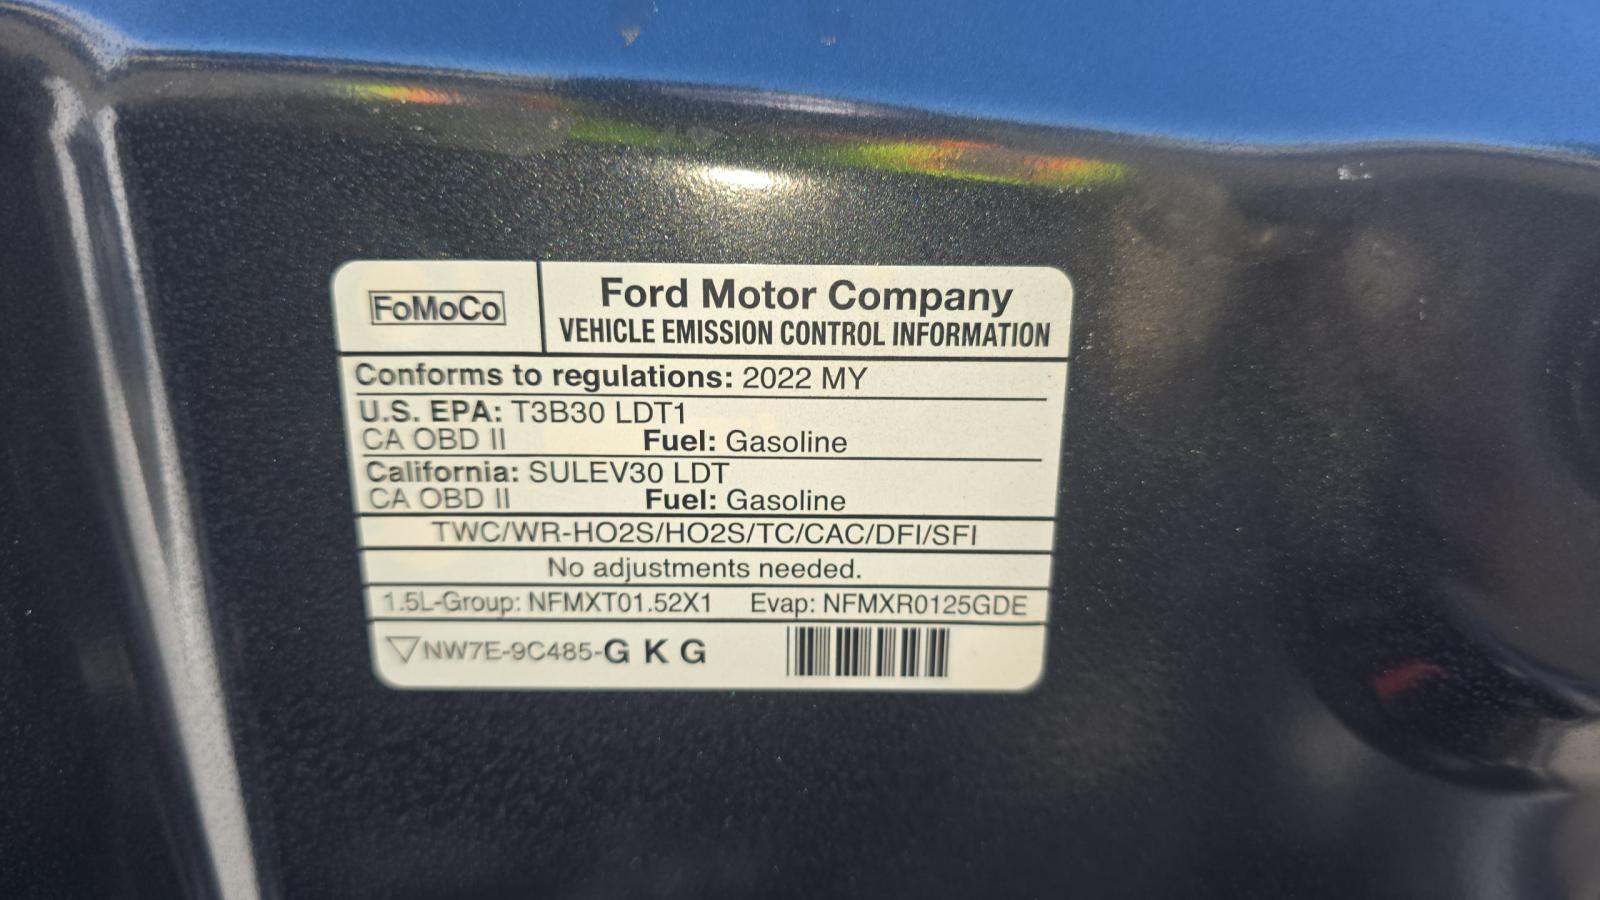 FoMoCo
Ford Motor Company
VEHICLE EMISSION CONTROL INFORMATION
Conforms to regulations: 2022 MY
U.S. EPA: T3B30 LDT1
CA OBD II Fuel: Gasoline
California: SULEV30 LDT
CA OBD II Fuel: Gasoline
TWC/WR-HO2S/HO2S/TC/CAC/DFI/SFI
No adjustments needed.
1.5L-Group: NFMXT01.52X1 Evap: NFMXR0125GDE
NW7E-9C485-G K G